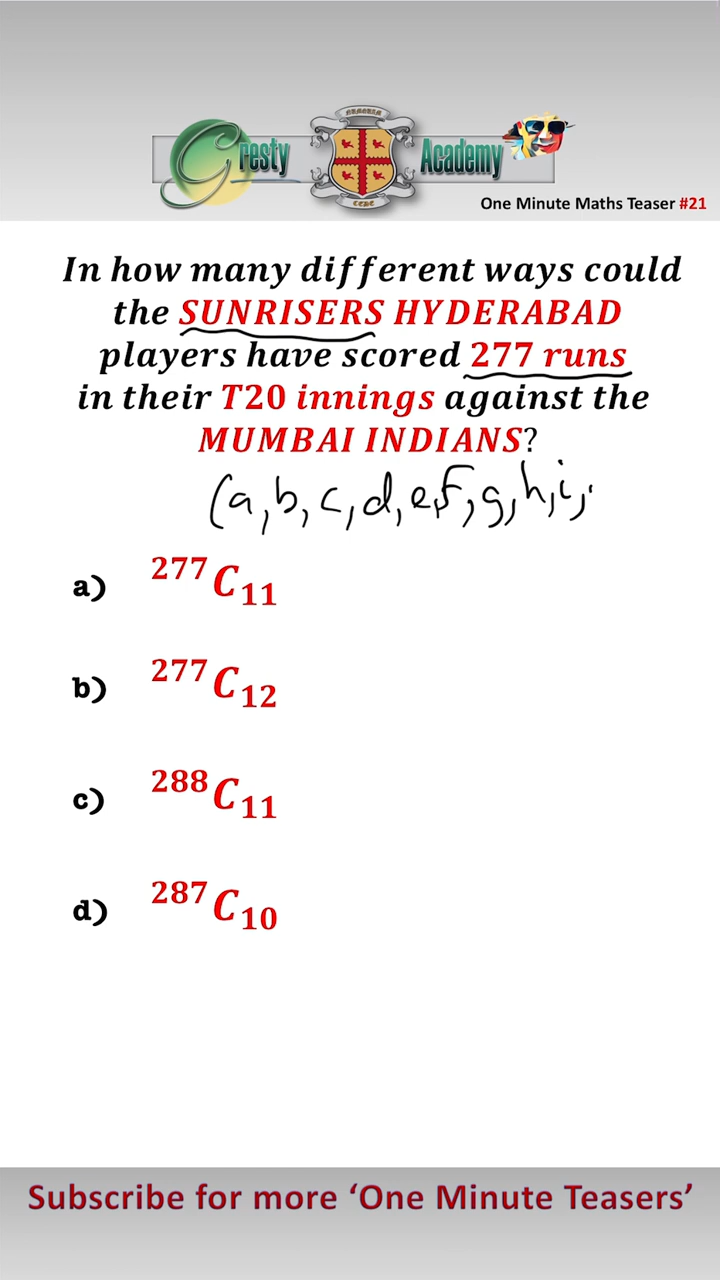 Gresty
MEMORIAM
Academy
CEDE
One Minute Maths Teaser #21
In how many different ways could
the SUNRISERS HYDERABAD
players have scored 277 runs
in their T20 innings against the
MUMBAI INDIANS?
(a,b,c,d,e,f,g,h,i,
a) ²⁷⁷C₁₁
b) ²⁷⁷C₁₂
c) ²⁸⁸C₁₁
d) ²⁸⁷C₁₀
Subscribe for more ‘One Minute Teasers’